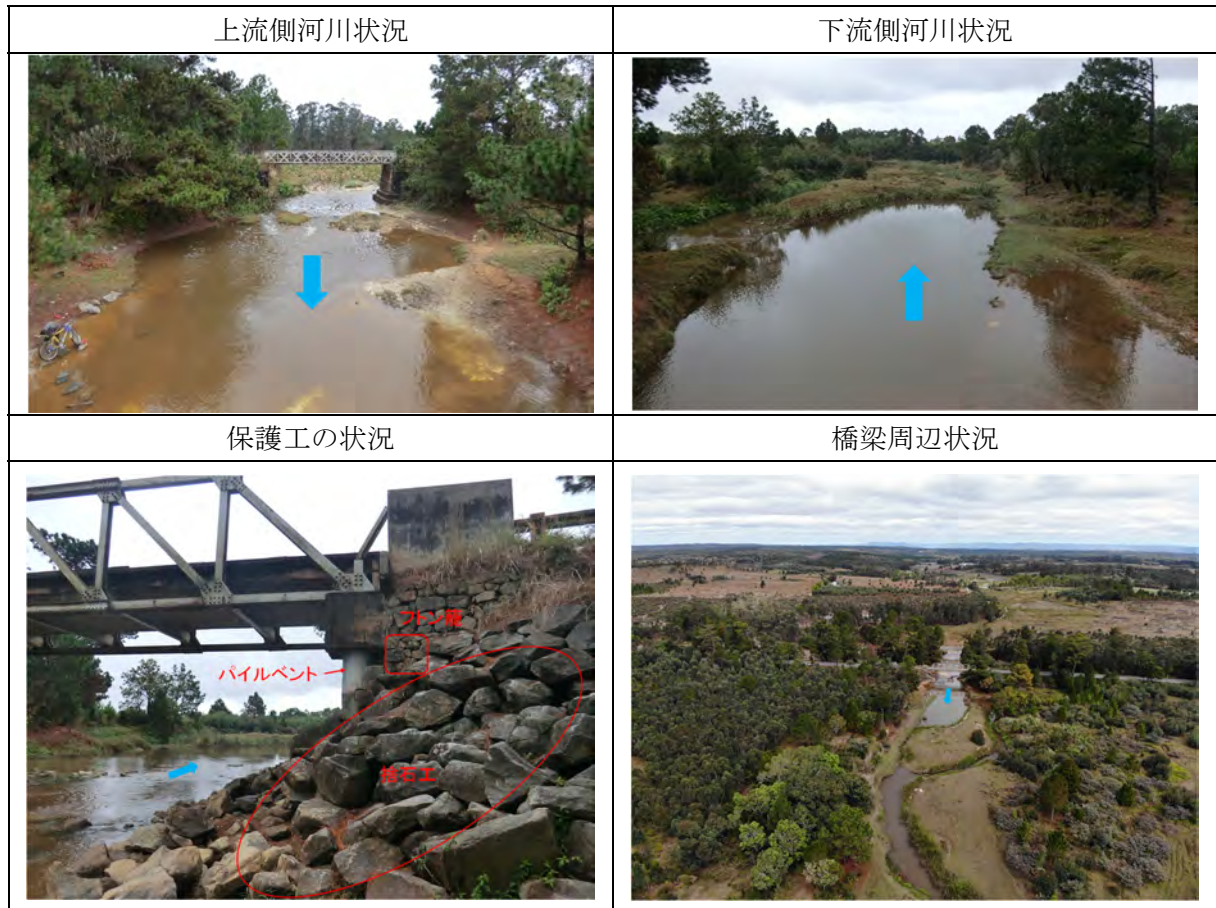 上流側河川状況
下流側河川状況
保護工の状況
橋梁周辺状況
フトン籠
パイルベント
捨石工